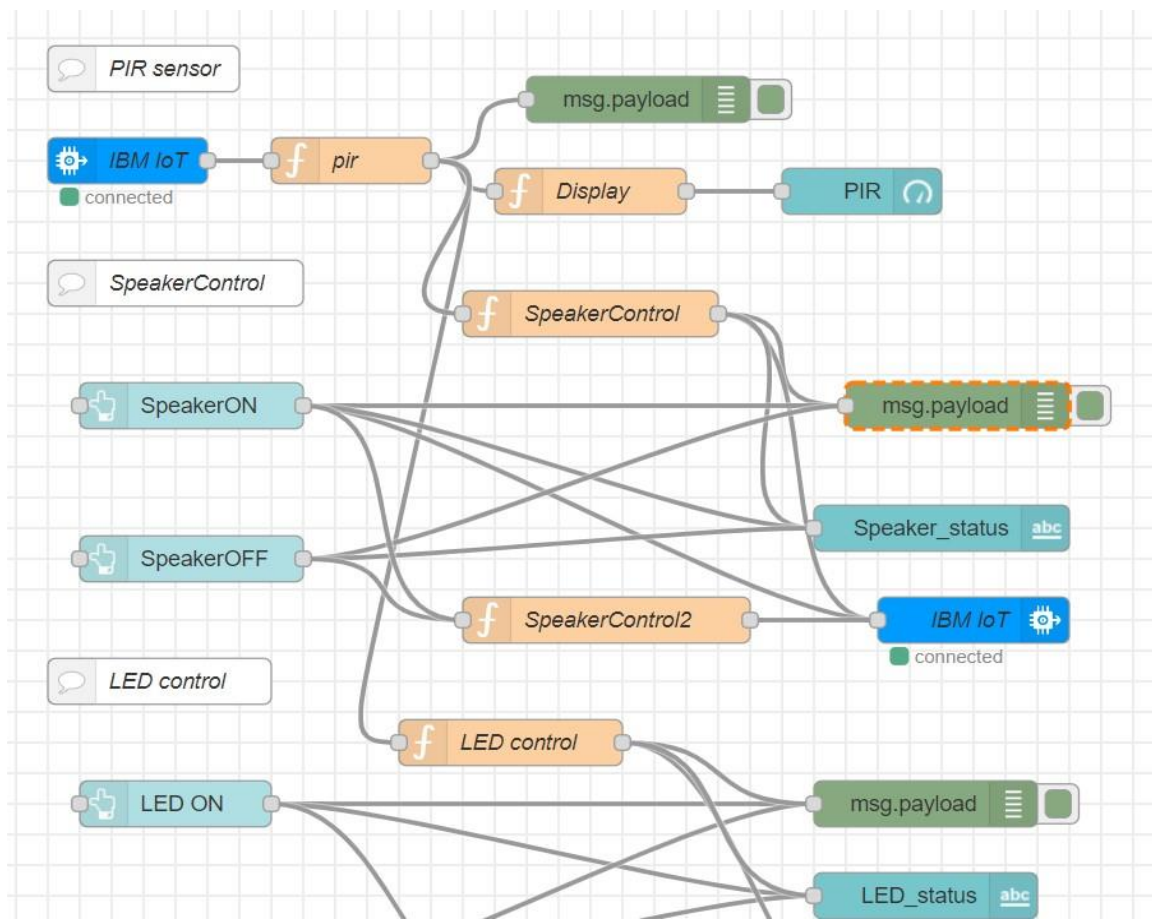 PIR sensor
msg.payload
IBM IoT
pir
connected
Display
PIR
SpeakerControl
SpeakerControl
SpeakerON
msg.payload
Speaker_status
abc
SpeakerOFF
SpeakerControl2
IBM IoT
connected
LED control
LED control
LED ON
msg.payload
LED_status
abc